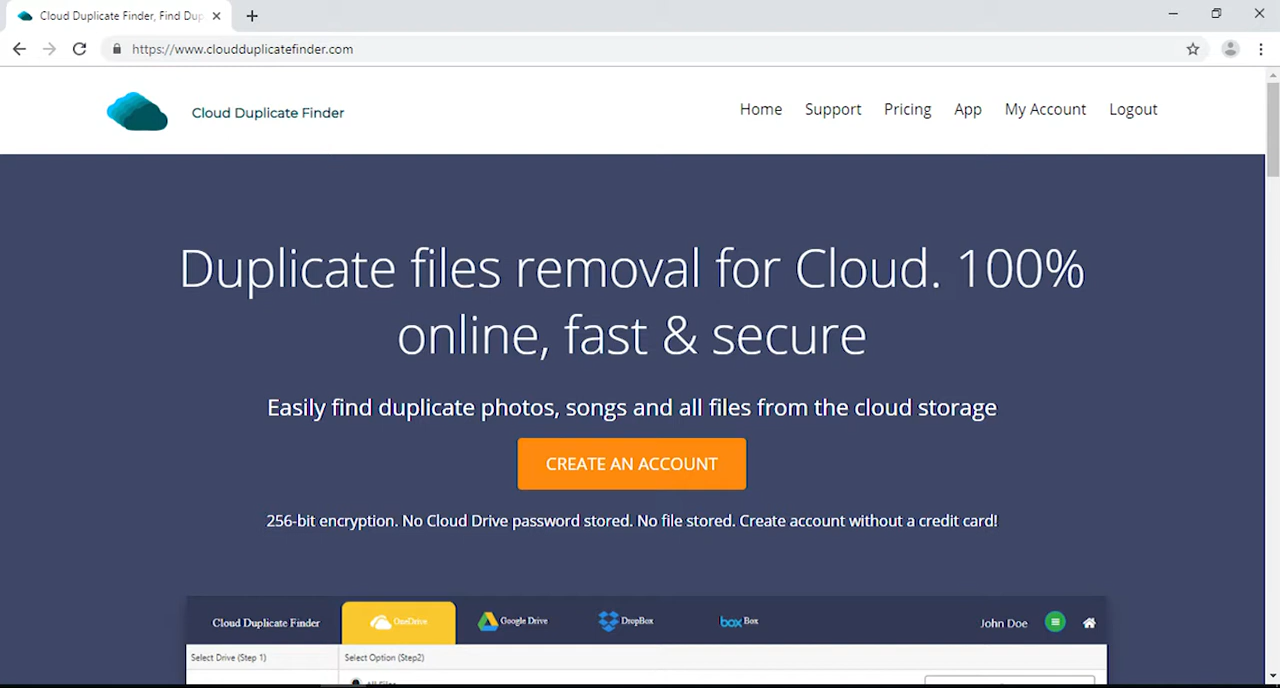 Cloud Duplicate Finder, Find Dup
https://www.cloudduplicatefinder.com
Cloud Duplicate Finder
Home Support Pricing App My Account Logout
Duplicate files removal for Cloud. 100%
online, fast & secure
Easily find duplicate photos, songs and all files from the cloud storage
CREATE AN ACCOUNT
256-bit encryption. No Cloud Drive password stored. No file stored. Create account without a credit card!
Cloud Duplicate Finder OneDrive Google Drive DropBox box Box John Doe
Select Drive (Step 1) Select Option (Step2)
All Files